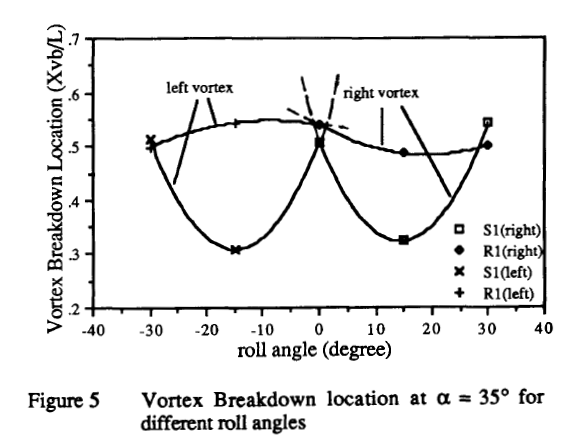 .7
.6
.5
.4
.3
.2
Vortex Breakdown Location (Xvb/L)
left vortex
right vortex
S1(right)
R1(right)
S1(left)
R1(left)
-40 -30 -20 -10 0 10 20 30 40
roll angle (degree)
Figure 5 Vortex Breakdown location at α = 35° for
different roll angles